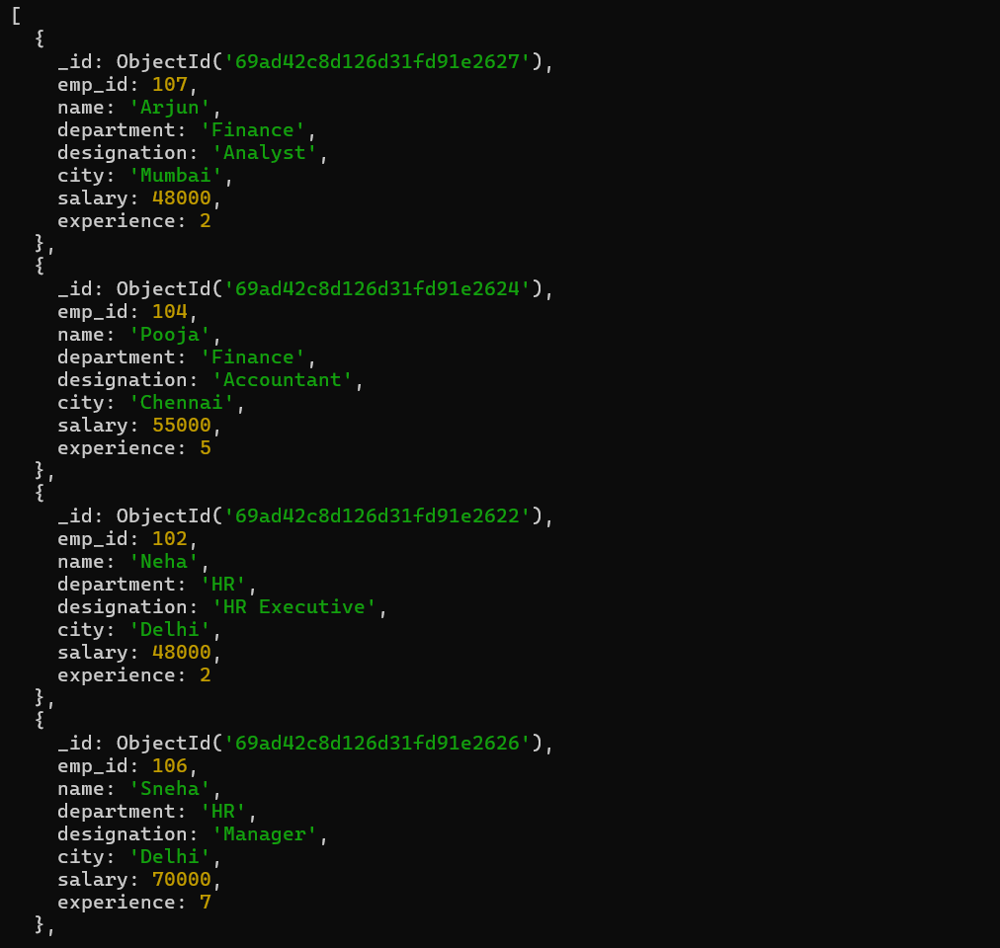 [
  {
    _id: ObjectId('69ad42c8d126d31fd91e2627'),
    emp_id: 107,
    name: 'Arjun',
    department: 'Finance',
    designation: 'Analyst',
    city: 'Mumbai',
    salary: 48000,
    experience: 2
  },
  {
    _id: ObjectId('69ad42c8d126d31fd91e2624'),
    emp_id: 104,
    name: 'Pooja',
    department: 'Finance',
    designation: 'Accountant',
    city: 'Chennai',
    salary: 55000,
    experience: 5
  },
  {
    _id: ObjectId('69ad42c8d126d31fd91e2622'),
    emp_id: 102,
    name: 'Neha',
    department: 'HR',
    designation: 'HR Executive',
    city: 'Delhi',
    salary: 48000,
    experience: 2
  },
  {
    _id: ObjectId('69ad42c8d126d31fd91e2626'),
    emp_id: 106,
    name: 'Sneha',
    department: 'HR',
    designation: 'Manager',
    city: 'Delhi',
    salary: 70000,
    experience: 7
  },